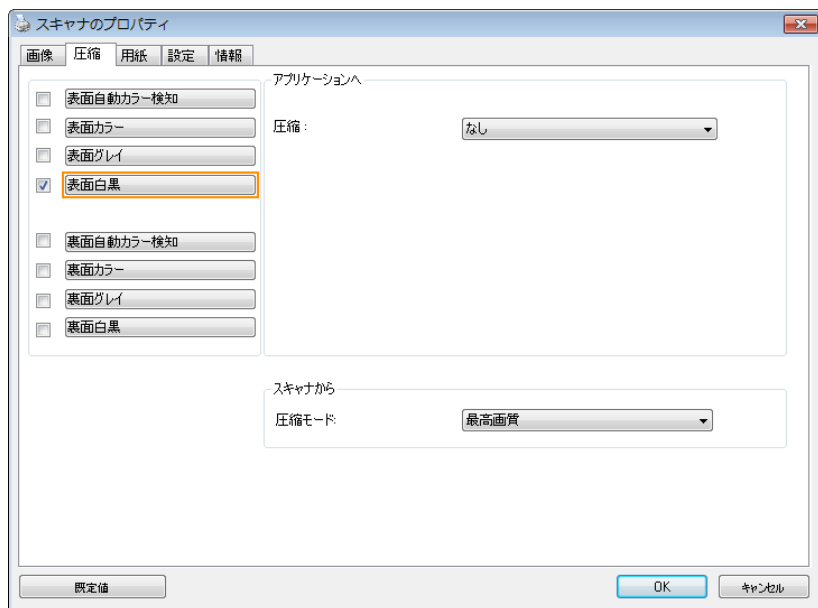 スキャナのプロパティ
画像 圧縮 用紙 設定 情報
表面自動カラー検知
表面カラー
表面グレイ
表面白黒
裏面自動カラー検知
裏面カラー
裏面グレイ
裏面白黒
アプリケーションへ
圧縮： なし
スキャナから
圧縮モード: 最高画質
既定値 OK キャンセル